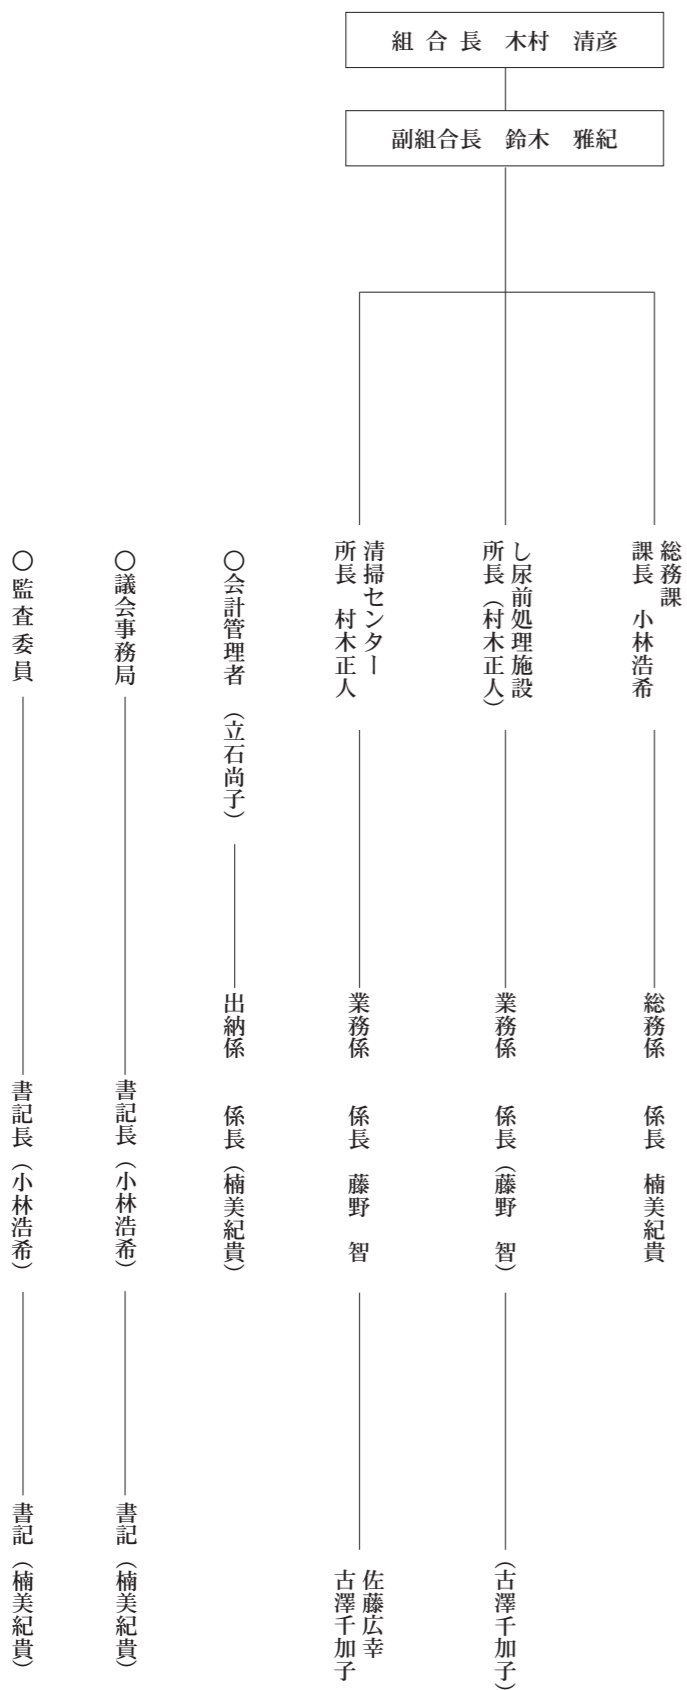 組合長　木村　清彦
副組合長　鈴木　雅紀
総務課
課長　小林浩希
総務係　係長　楠美紀貴
し尿前処理施設
所長（村木正人）
業務係　係長（藤野　智）
（古澤千加子）
清掃センター
所長　村木正人
業務係　係長　藤野　智
佐藤広幸
古澤千加子
○会計管理者　（立石尚子）
出納係　係長（楠美紀貴）
○議会事務局
書記長（小林浩希）
書記（楠美紀貴）
○監査委員
書記長（小林浩希）
書記（楠美紀貴）